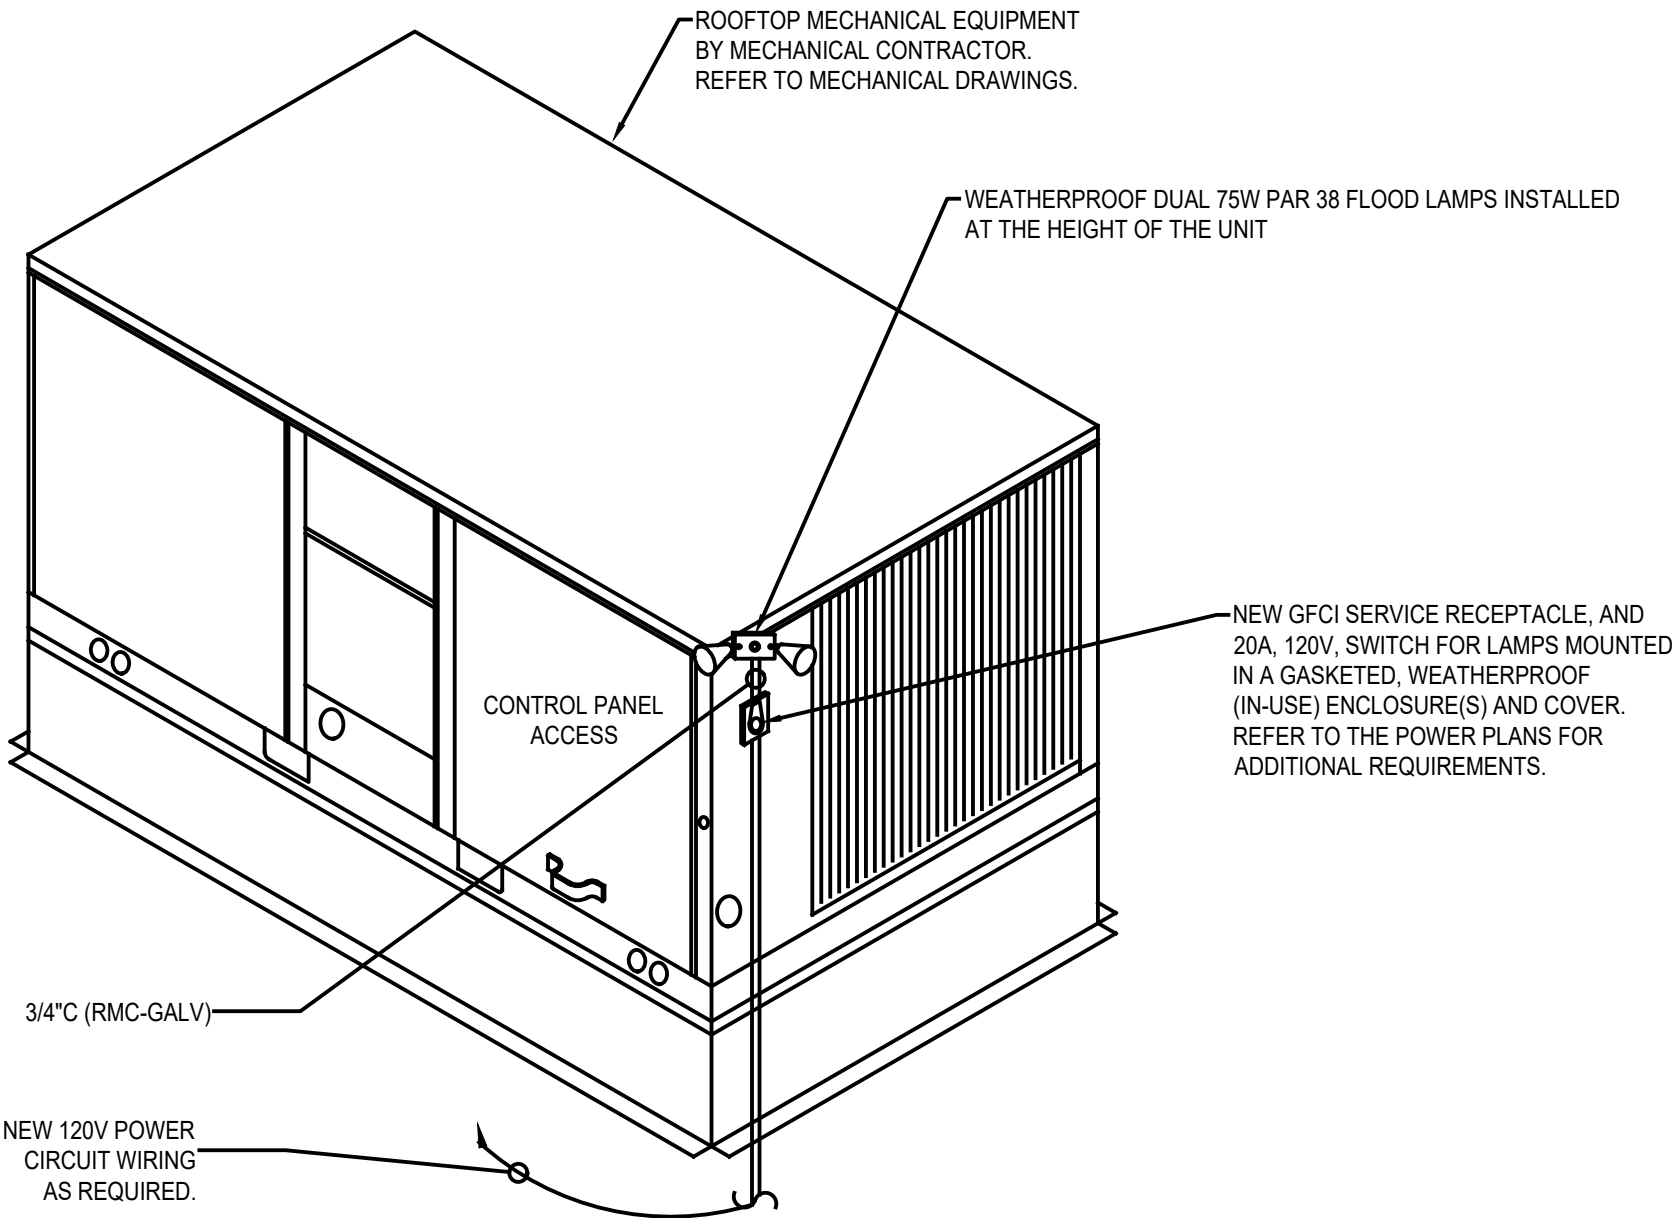 ROOFTOP MECHANICAL EQUIPMENT
BY MECHANICAL CONTRACTOR.
REFER TO MECHANICAL DRAWINGS.
WEATHERPROOF DUAL 75W PAR 38 FLOOD LAMPS INSTALLED
AT THE HEIGHT OF THE UNIT
NEW GFCI SERVICE RECEPTACLE, AND
20A, 120V, SWITCH FOR LAMPS MOUNTED
IN A GASKETED, WEATHERPROOF
(IN-USE) ENCLOSURE(S) AND COVER.
REFER TO THE POWER PLANS FOR
ADDITIONAL REQUIREMENTS.
CONTROL PANEL
ACCESS
3/4"C (RMC-GALV)
NEW 120V POWER
CIRCUIT WIRING
AS REQUIRED.